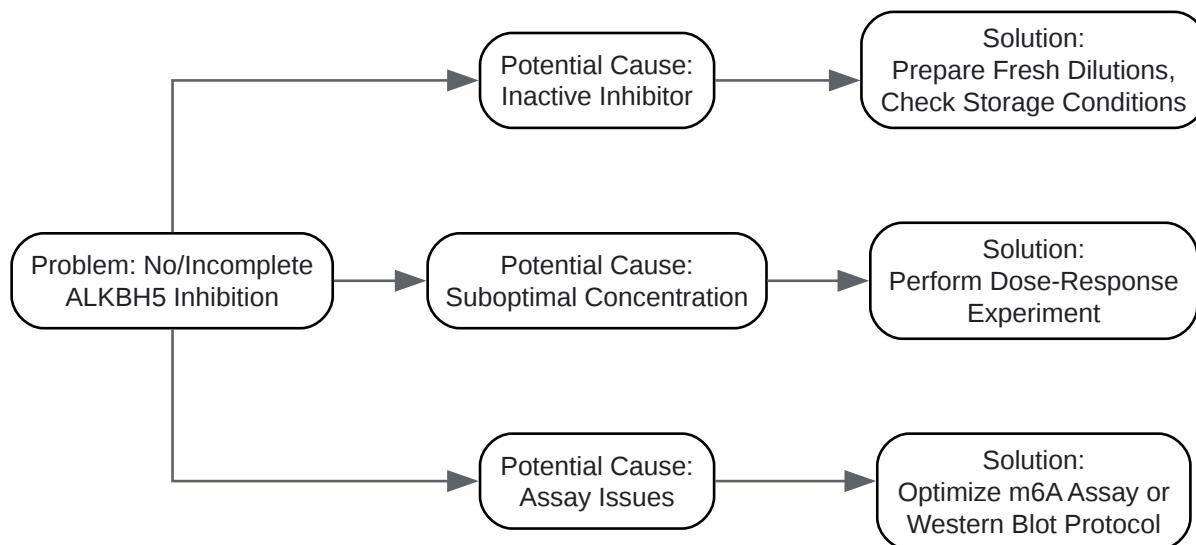 Problem: No/Incomplete
ALKBH5 Inhibition
Potential Cause:
Inactive Inhibitor
Solution:
Prepare Fresh Dilutions,
Check Storage Conditions
Potential Cause:
Suboptimal Concentration
Solution:
Perform Dose-Response
Experiment
Potential Cause:
Assay Issues
Solution:
Optimize m6A Assay or
Western Blot Protocol